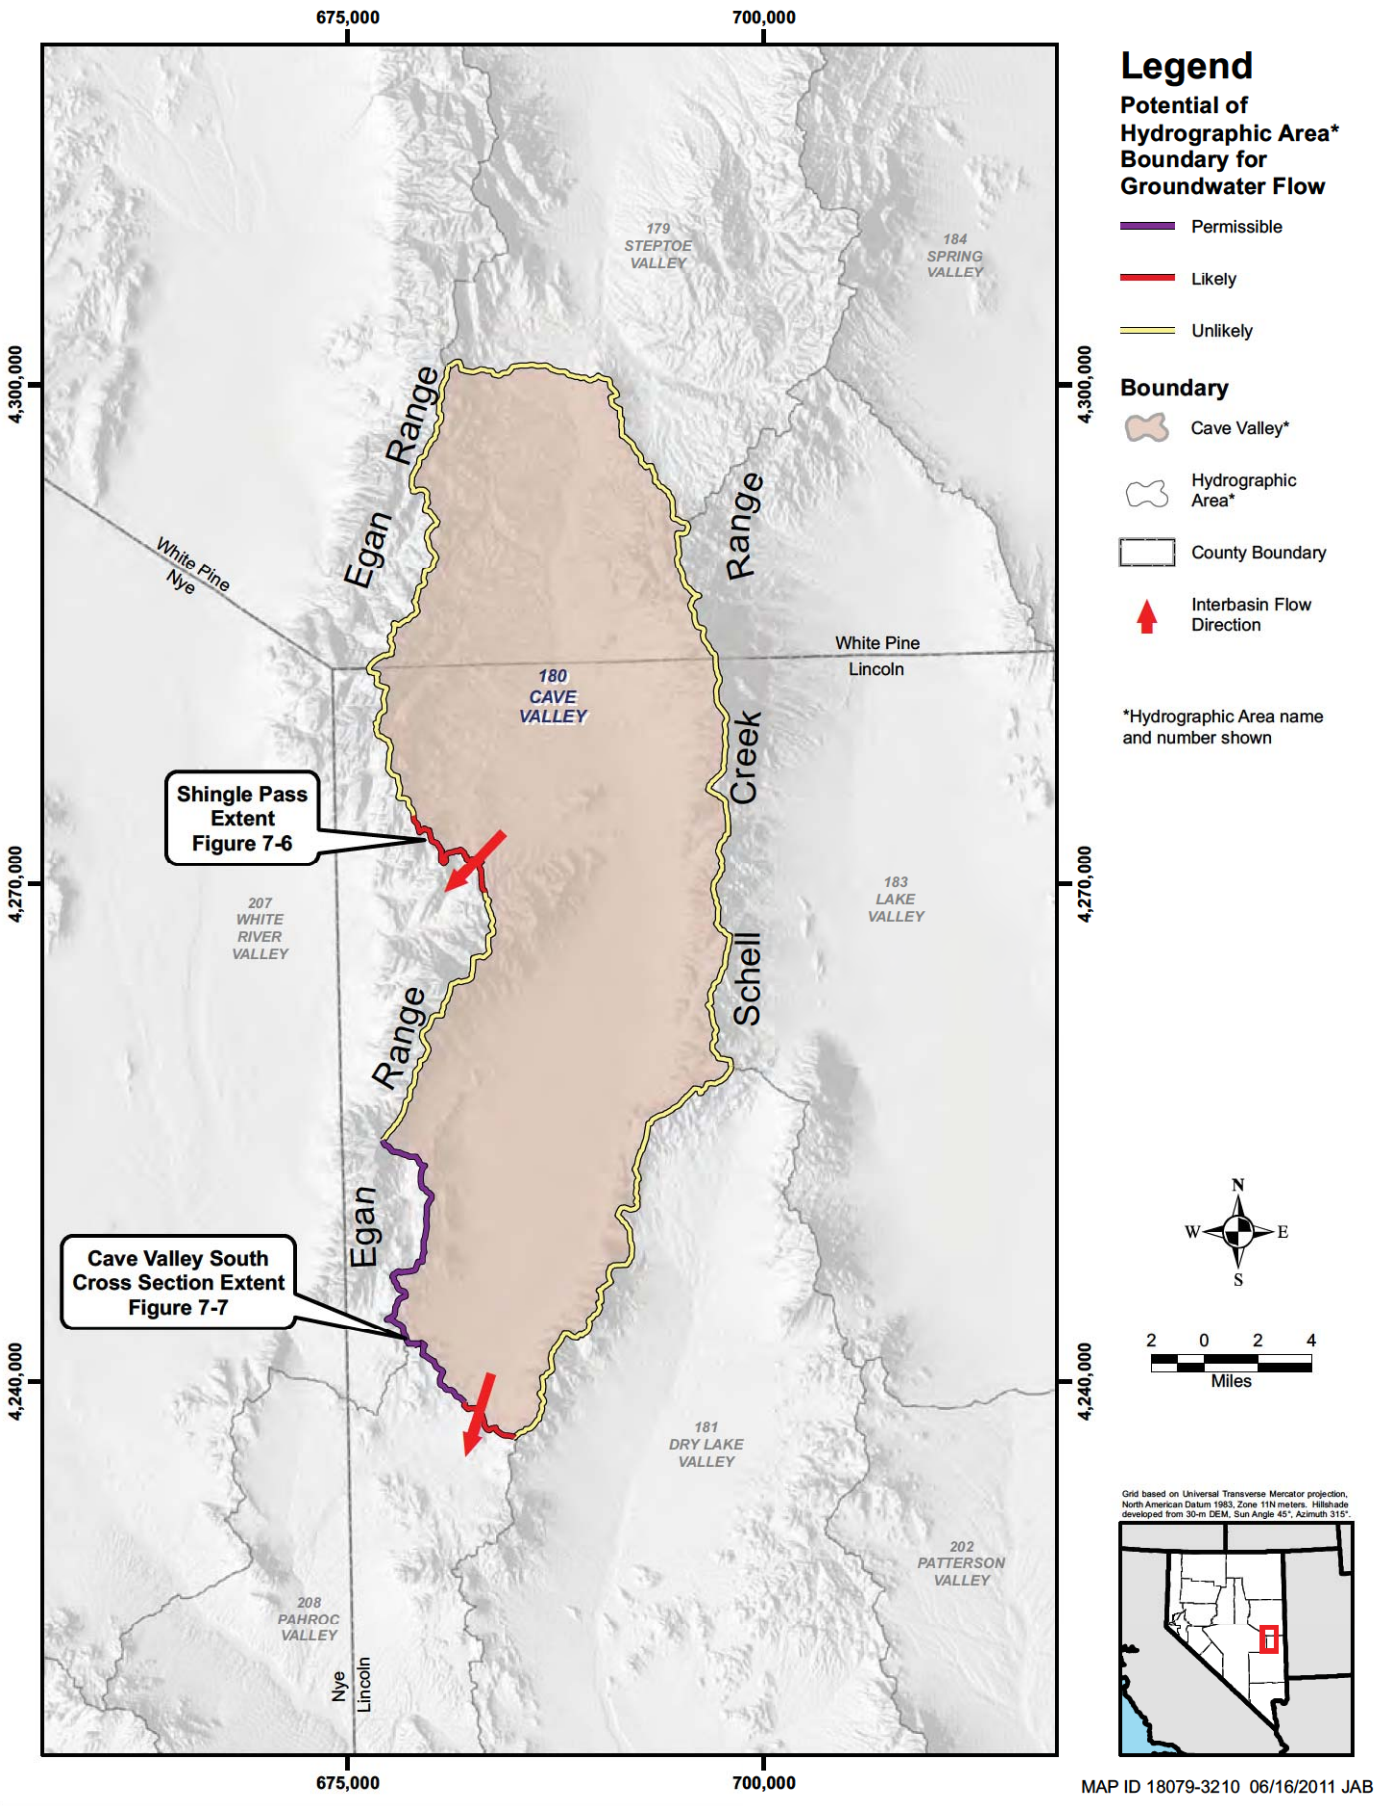 675,000
700,000
4,300,000
4,270,000
4,240,000
4,300,000
4,270,000
4,240,000
675,000
700,000
179
STEPTOE
VALLEY
184
SPRING
VALLEY
Egan Range
Schell Creek Range
White Pine
Nye
White Pine
Lincoln
180
CAVE
VALLEY
Shingle Pass
Extent
Figure 7-6
207
WHITE
RIVER
VALLEY
183
LAKE
VALLEY
Egan Range
Cave Valley South
Cross Section Extent
Figure 7-7
181
DRY LAKE
VALLEY
202
PATTERSON
VALLEY
208
PAHROC
VALLEY
Nye
Lincoln
Legend
Potential of
Hydrographic Area*
Boundary for
Groundwater Flow
Permissible
Likely
Unlikely
Boundary
Cave Valley*
Hydrographic
Area*
County Boundary
Interbasin Flow
Direction
*Hydrographic Area name
and number shown
N
W
E
S
2 0 2 4
Miles
Grid based on Universal Transverse Mercator projection,
North American Datum 1983, Zone 11N meters. Hillshade
developed from 30-m DEM, Sun Angle 45°, Azimuth 315°.
MAP ID 18079-3210 06/16/2011 JAB